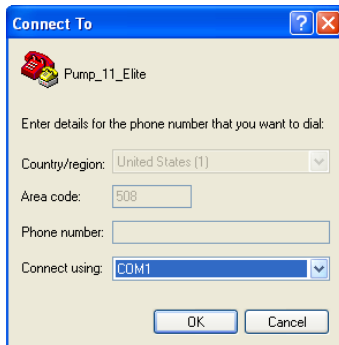 Connect To
Pump_11_Elite
Enter details for the phone number that you want to dial:
Country/region: United States (1)
Area code: 508
Phone number:
Connect using: COM1
OK Cancel